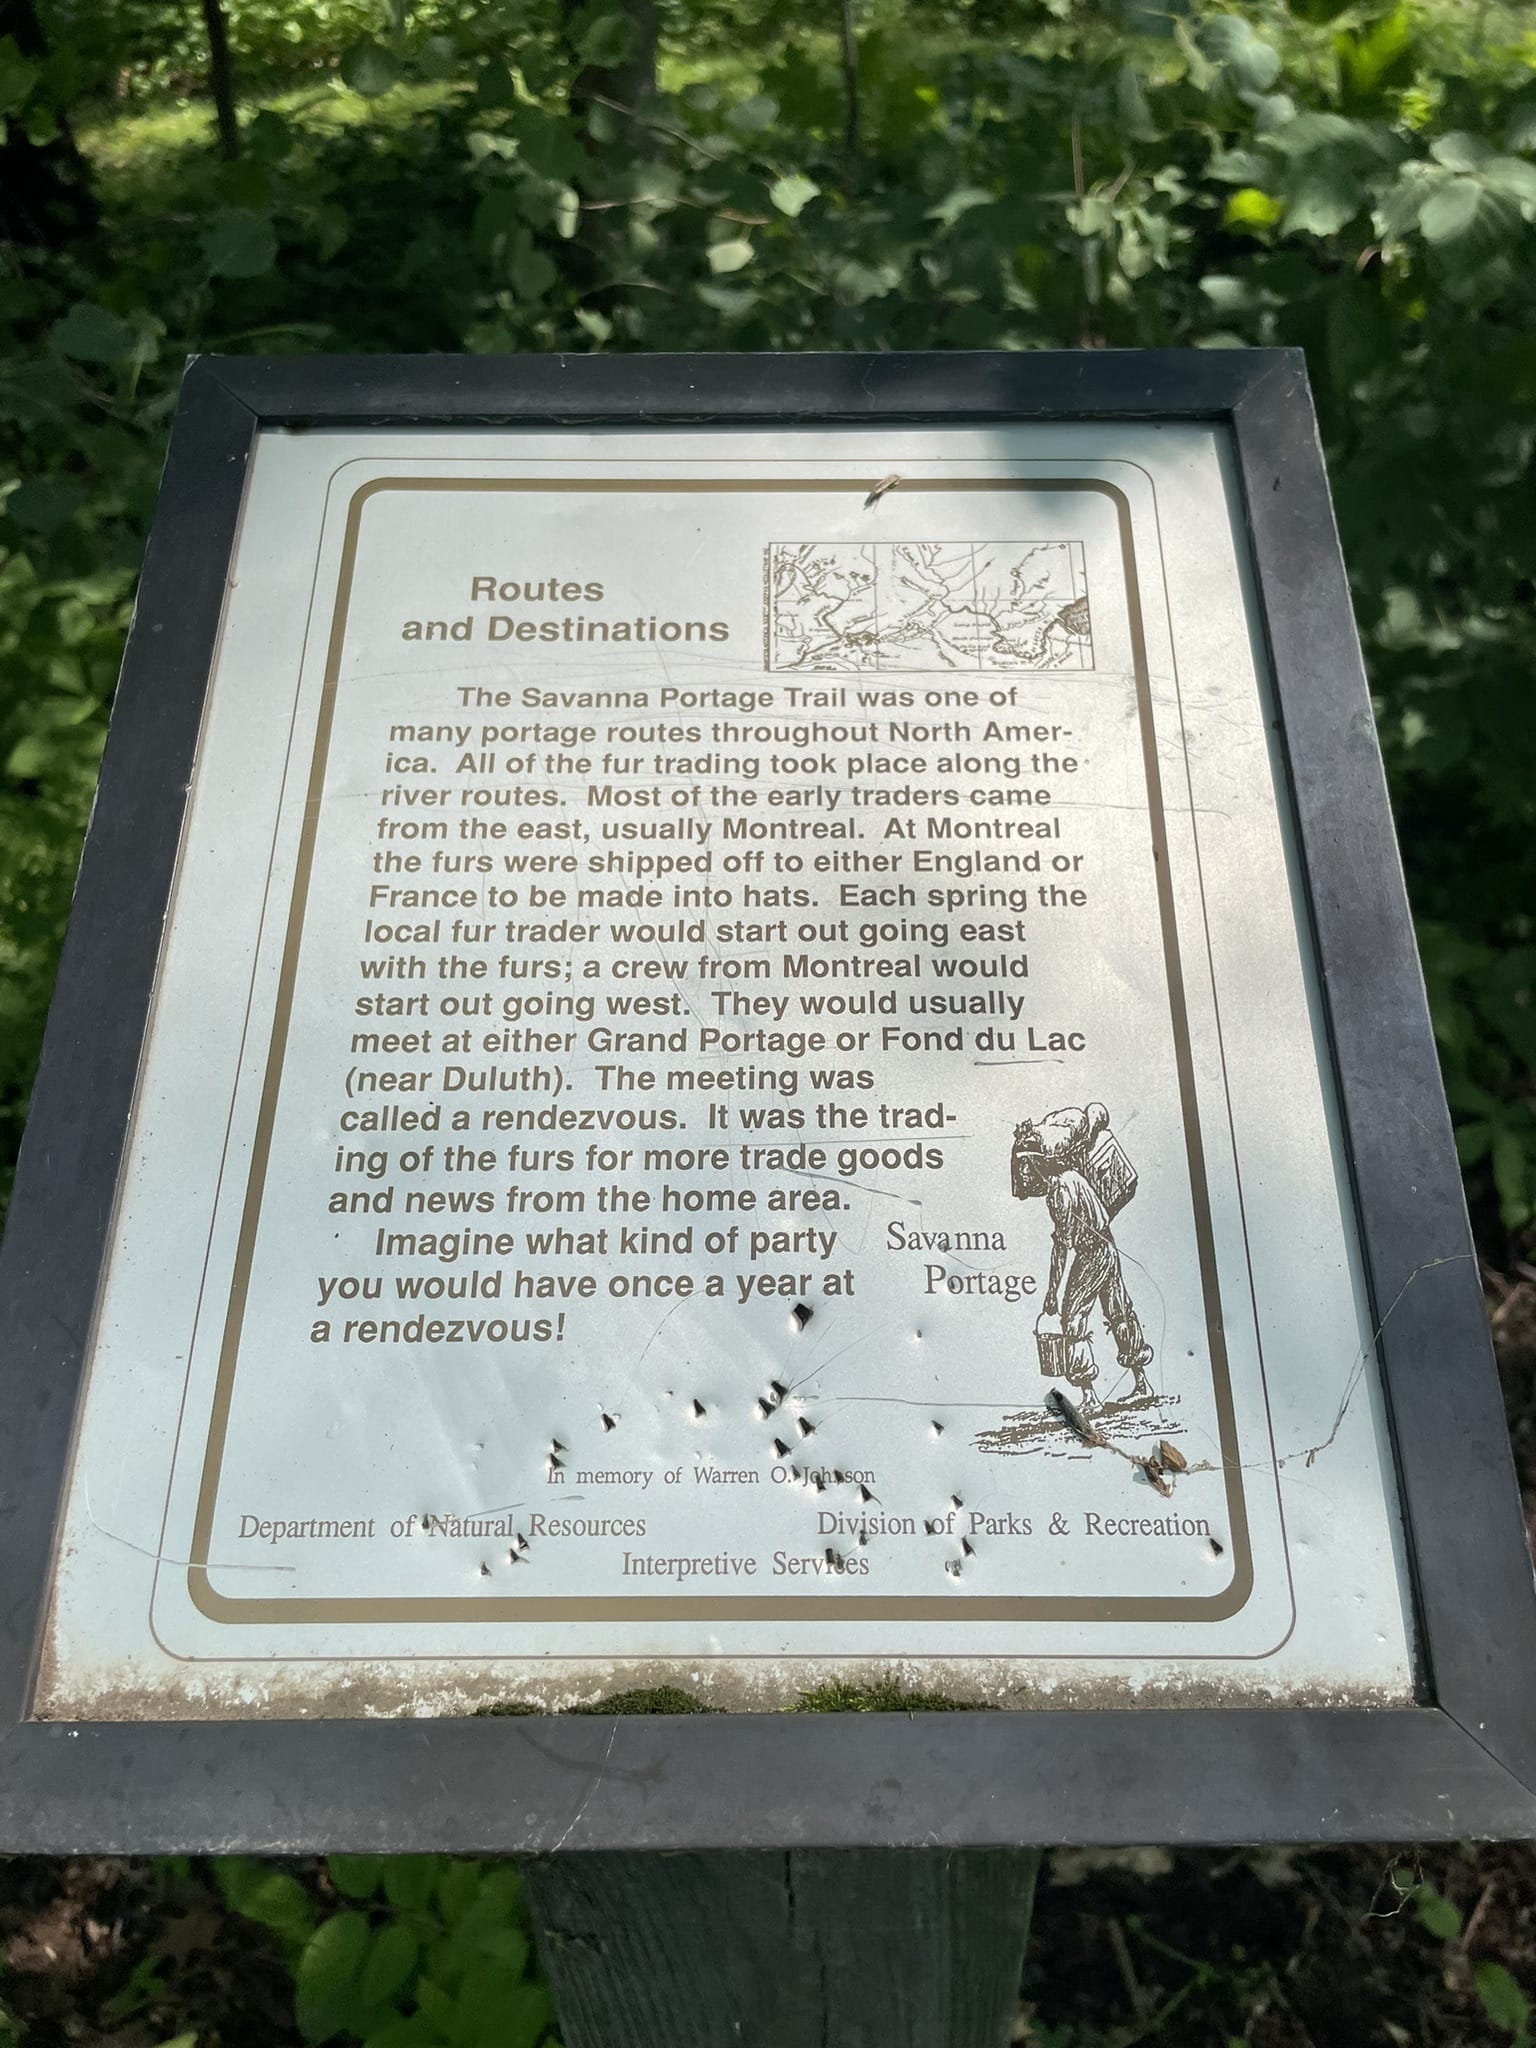 Routes
and Destinations
The Savanna Portage Trail was one of
many portage routes throughout North Amer-
ica. All of the fur trading took place along the
river routes. Most of the early traders came
from the east, usually Montreal. At Montreal
the furs were shipped off to either England or
France to be made into hats. Each spring the
local fur trader would start out going east
with the furs; a crew from Montreal would
start out going west. They would usually
meet at either Grand Portage or Fond du Lac
(near Duluth). The meeting was
called a rendezvous. It was the trad-
ing of the furs for more trade goods
and news from the home area.
Imagine what kind of party
you would have once a year at
a rendezvous!
Savanna
Portage
In memory of Warren O. Johnson
Department of Natural Resources
Division of Parks & Recreation
Interpretive Services